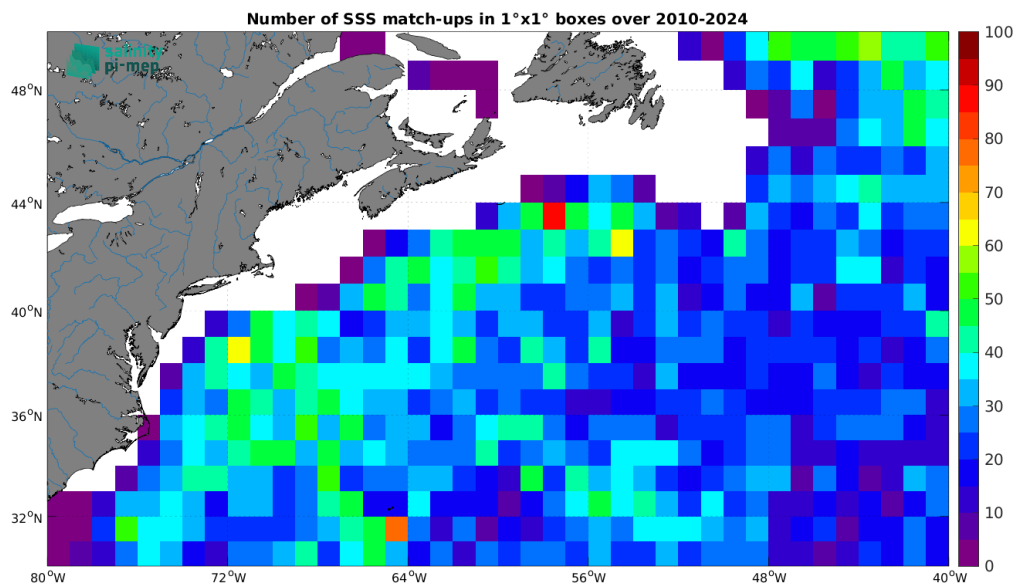 Number of SSS match-ups in 1°x1° boxes over 2010-2024
salinity
pi-mep
48°N
44°N
40°N
36°N
32°N
80°W 72°W 64°W 56°W 48°W 40°W
100
90
80
70
60
50
40
30
20
10
0